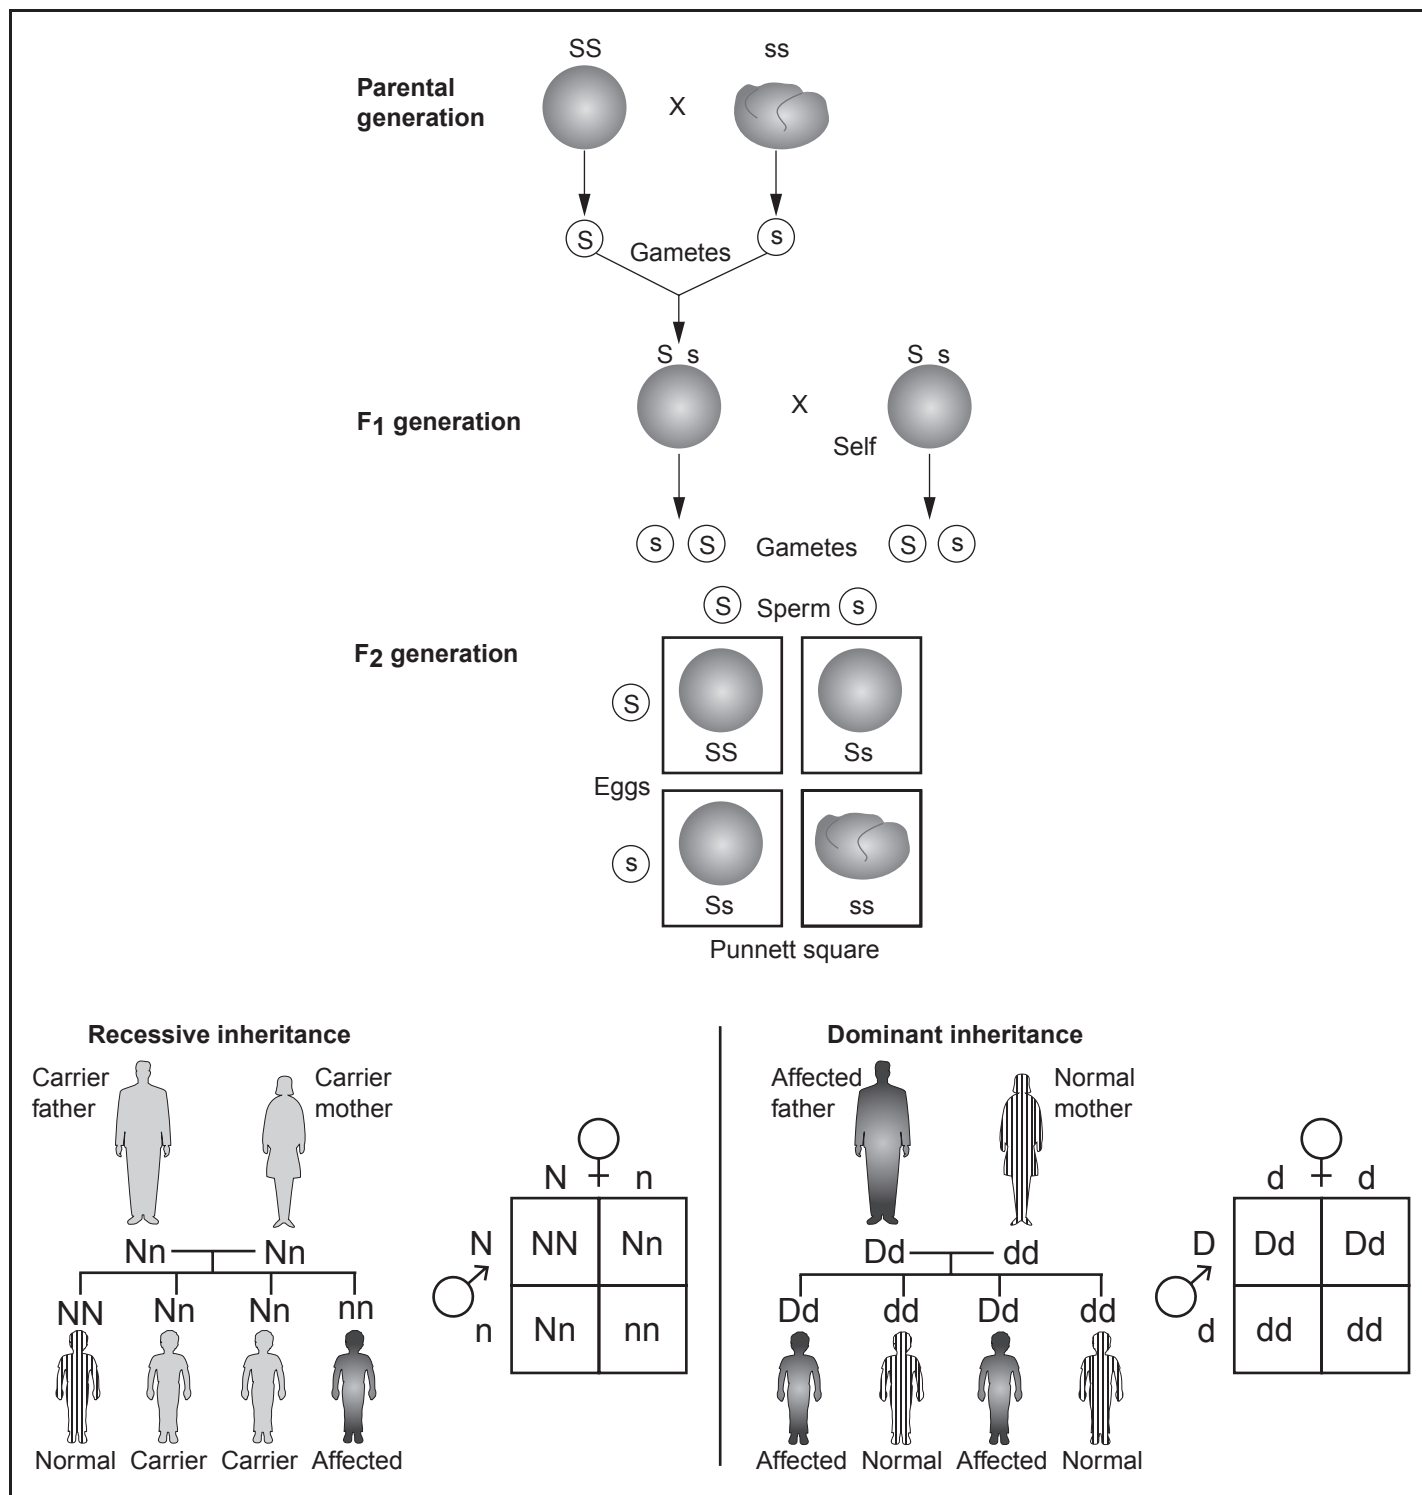 SS ss
Parental
generation
X
S s
Gametes
S s S s
F1 generation
X
Self
s S Gametes S s
S Sperm s
F2 generation
S
SS Ss
Eggs
s
Ss ss
Punnett square
Recessive inheritance
Carrier
father
Carrier
mother
N n
Nn Nn
N NN Nn
n Nn nn
NN Nn Nn nn
Normal Carrier Carrier Affected
Dominant inheritance
Affected
father
Normal
mother
d d
Dd dd
D Dd Dd
d dd dd
Dd dd Dd dd
Affected Normal Affected Normal